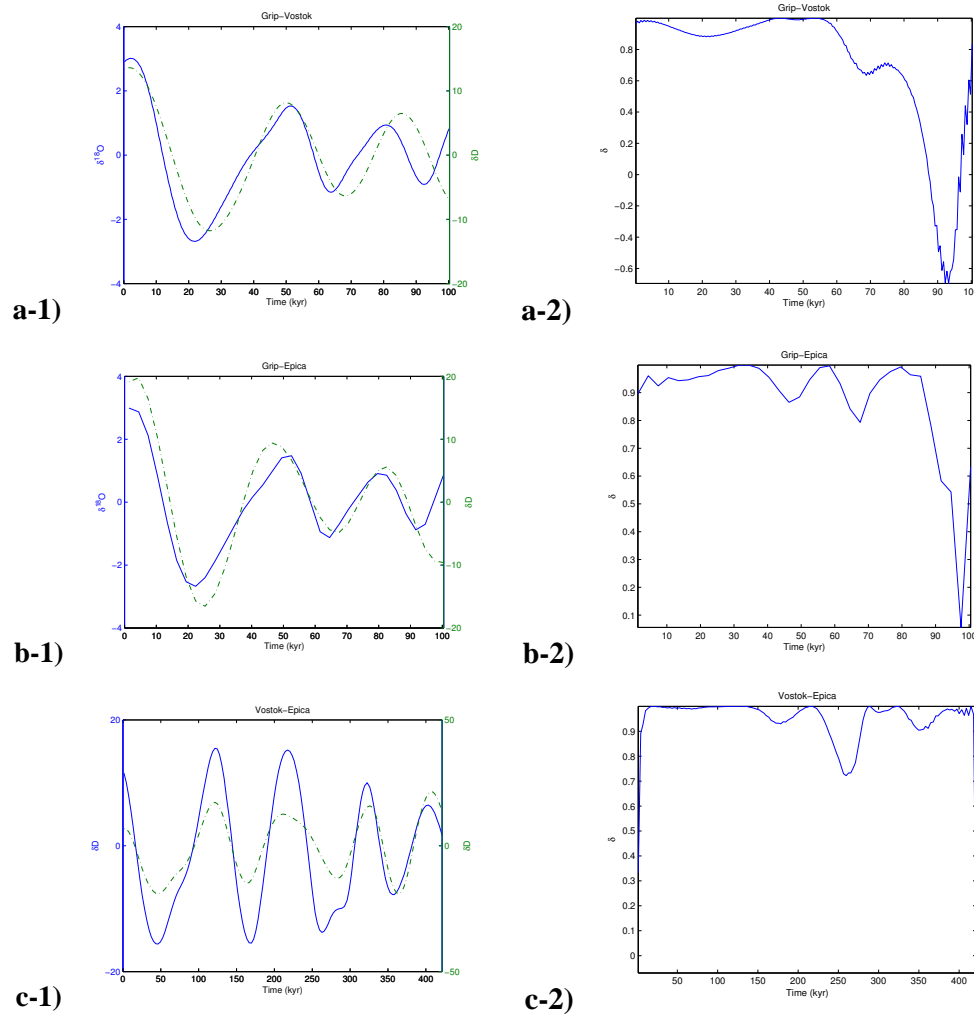 Grip−Vostok
4
2
0
−2
−4
δ¹⁸O
20
10
0
−10
−20
δD
0 10 20 30 40 50 60 70 80 90 100
Time (kyr)
a-1)
Grip−Vostok
0.8
0.6
0.4
0.2
0
−0.2
−0.4
−0.6
δ
10 20 30 40 50 60 70 80 90 100
Time (kyr)
a-2)
Grip−Epica
4
2
0
−2
−4
δ¹⁸O
20
10
0
−10
−20
δD
0 10 20 30 40 50 60 70 80 90 100
Time (kyr)
b-1)
Grip−Epica
0.9
0.8
0.7
0.6
0.5
0.4
0.3
0.2
0.1
δ
10 20 30 40 50 60 70 80 90 100
Time (kyr)
b-2)
Vostok−Epica
20
0
−20
δD
50
0
−50
δD
50 100 150 200 250 300 350 400
Time (kyr)
c-1)
Vostok−Epica
0.9
0.8
0.7
0.6
0.5
0.4
0.3
0.2
0.1
0
δ
50 100 150 200 250 300 350 400
Time (kyr)
c-2)